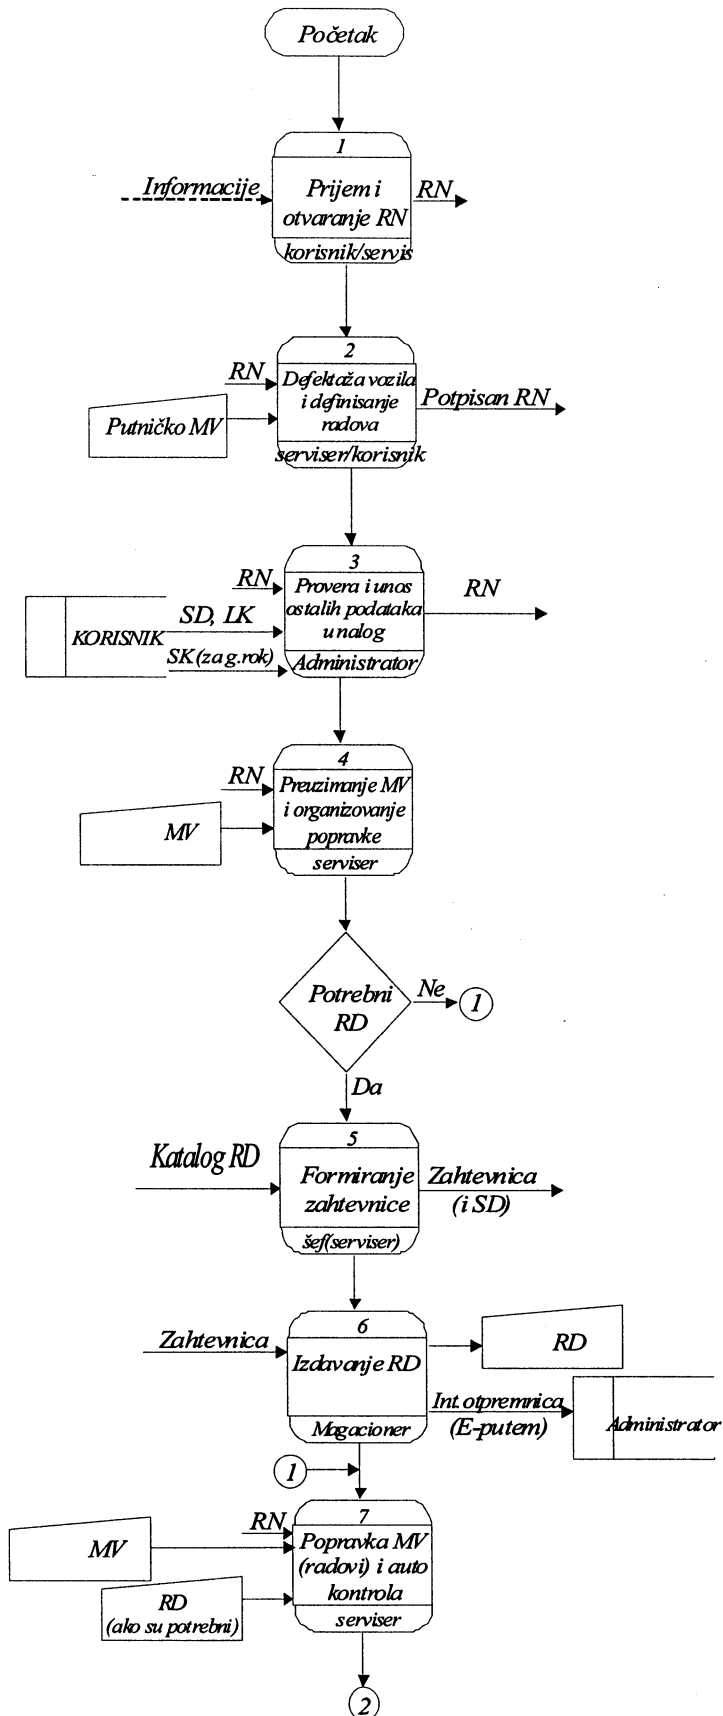 Početak
1
Informacije
Prijem i
otvaranje RN
RN
korisnik/servis
2
RN
Defektaža vozila
i definisanje
radova
Potpisan RN
Putničko MV
serviser/korisnik
3
RN
Provera i unos
ostalih podataka
u nalog
RN
KORISNIK
SD, LK
SK(za g.rok)
Administrator
4
RN
Preuzimanje MV
i organizovanje
popravke
MV
serviser
Potrebni
RD
Ne
1
Da
5
Katalog RD
Formiranje
zahtevnice
Zahtevnica
(i SD)
šef(serviser)
6
Zahtevnica
Izdavanje RD
RD
Int.otpremnica
(E-putem)
Administrator
Magacioner
1
7
RN
MV
Popravka MV
(radovi) i auto
kontrola
RD
(ako su potrebni)
serviser
2